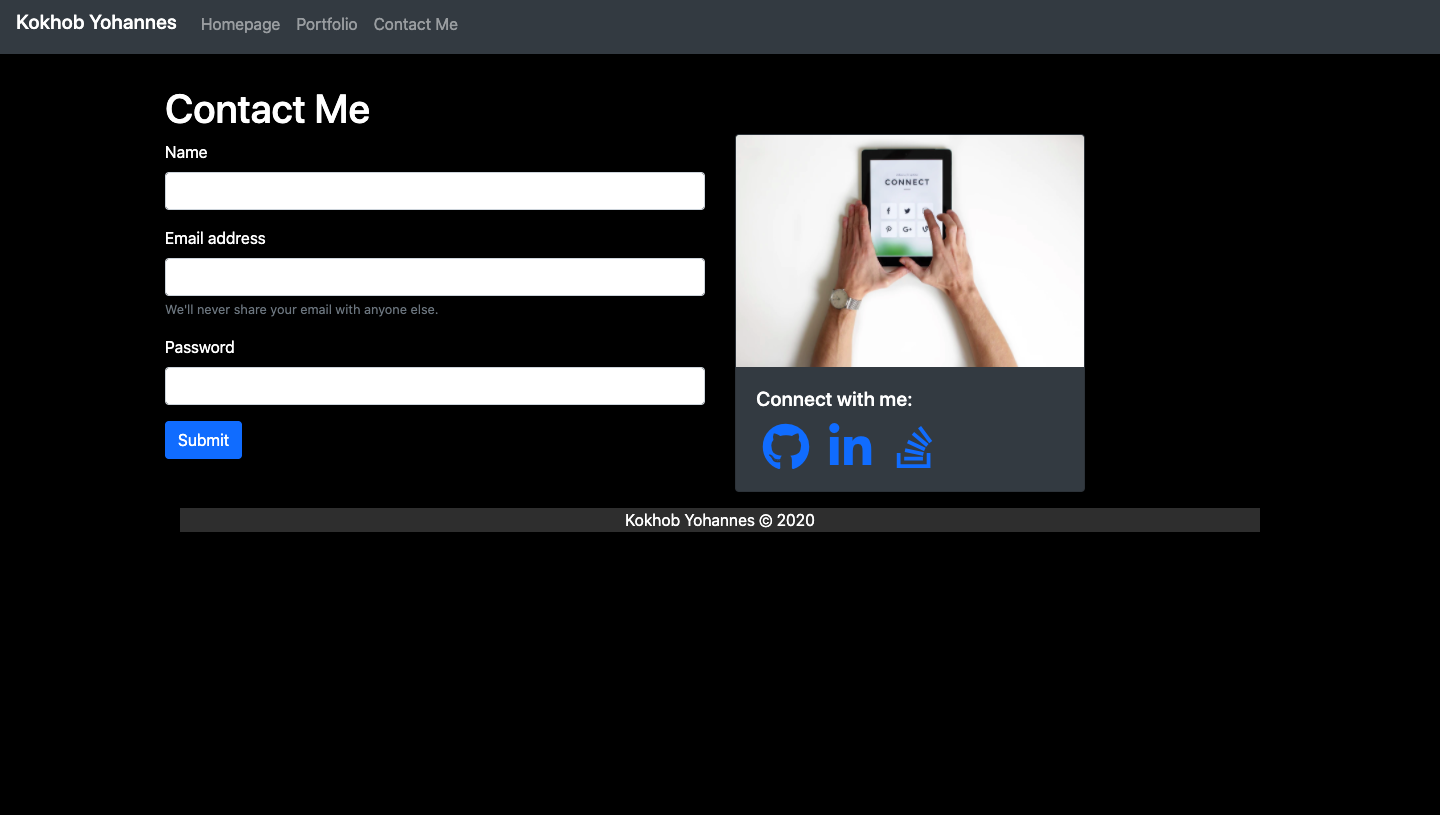 Kokhob Yohannes Homepage Portfolio Contact Me
Contact Me
Name
Email address
We'll never share your email with anyone else.
Password
Submit
CONNECT
Connect with me:
in
Kokhob Yohannes © 2020